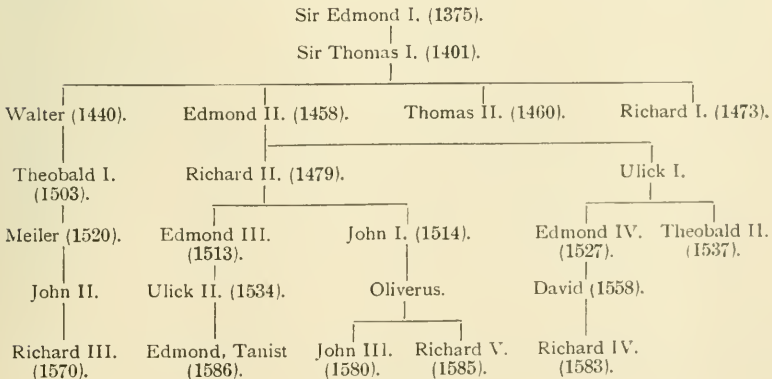 Sir Edmond I. (1375).
Sir Thomas I. (1401).
Walter (1440). Edmond II. (1458). Thomas II. (1460). Richard I. (1473).
Theobald I. Richard II. (1479). Ulick I.
(1503).
Meiler (1520). Edmond III. John I. (1514). Edmond IV. Theobald II.
(1513). (1527). (1537).
John II. Ulick II. (1534). Oliverus. David (1558).
Richard III. Edmond, Tanist John III. Richard V. Richard IV.
(1570). (1586). (1580). (1585). (1583).